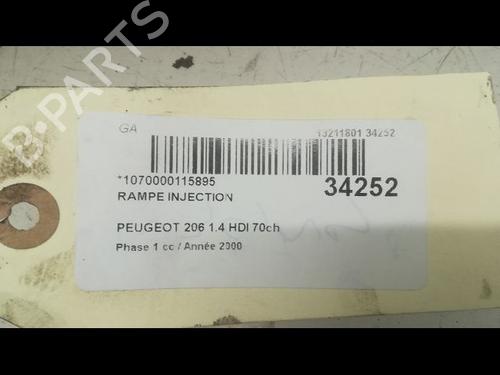 B-PARTS
GA
13211801 34252
*1070000115895
34252
RAMPE INJECTION
PEUGEOT 206 1.4 HDI 70ch
Phase 1 cc / Année 2000